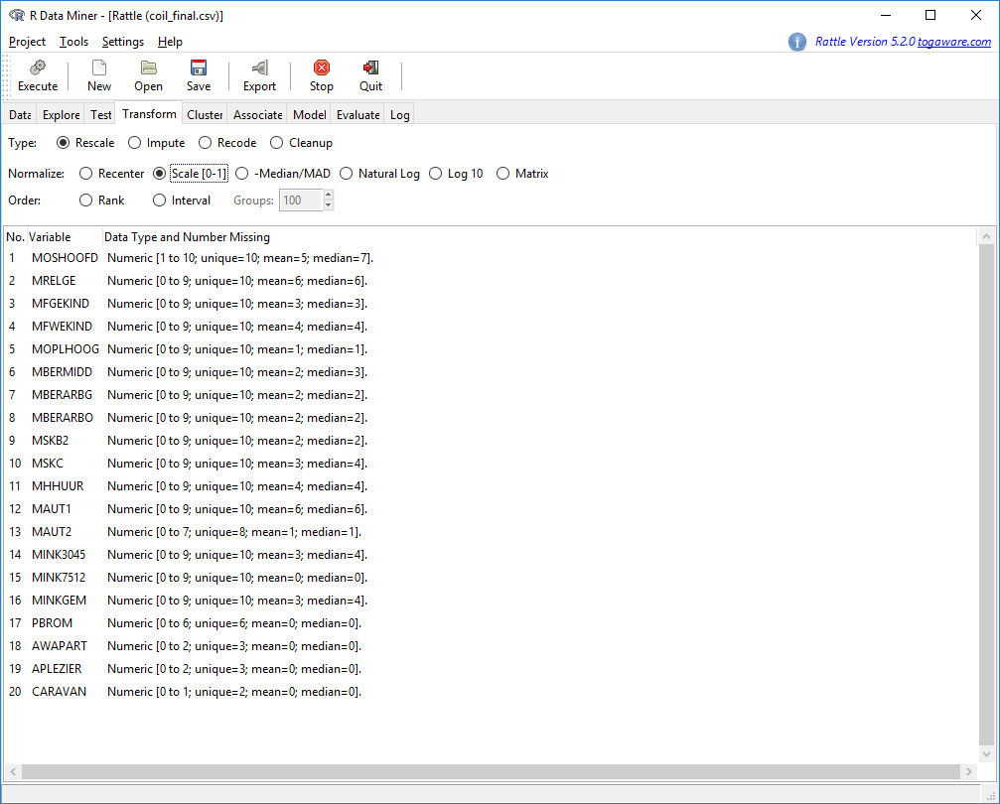 R Data Miner - [Rattle (coil_final.csv)]
Project Tools Settings Help Rattle Version 5.2.0 togaware.com
Execute New Open Save Export Stop Quit
Data Explore Test Transform Cluster Associate Model Evaluate Log
Type: Rescale Impute Recode Cleanup
Normalize: Recenter Scale [0-1] -Median/MAD Natural Log Log 10 Matrix
Order: Rank Interval Groups: 100
No. Variable Data Type and Number Missing
1 MOSHOOFD Numeric [1 to 10; unique=10; mean=5; median=7].
2 MRELGE Numeric [0 to 9; unique=10; mean=6; median=6].
3 MFGEKIND Numeric [0 to 9; unique=10; mean=3; median=3].
4 MFWEKIND Numeric [0 to 9; unique=10; mean=4; median=4].
5 MOPLHOOG Numeric [0 to 9; unique=10; mean=1; median=1].
6 MBERMIDD Numeric [0 to 9; unique=10; mean=2; median=3].
7 MBERARBG Numeric [0 to 9; unique=10; mean=2; median=2].
8 MBERARBO Numeric [0 to 9; unique=10; mean=2; median=2].
9 MSKB2 Numeric [0 to 9; unique=10; mean=2; median=2].
10 MSKC Numeric [0 to 9; unique=10; mean=3; median=4].
11 MHHUUR Numeric [0 to 9; unique=10; mean=4; median=4].
12 MAUT1 Numeric [0 to 9; unique=10; mean=6; median=6].
13 MAUT2 Numeric [0 to 7; unique=8; mean=1; median=1].
14 MINK3045 Numeric [0 to 9; unique=10; mean=3; median=4].
15 MINK7512 Numeric [0 to 9; unique=10; mean=0; median=0].
16 MINKGEM Numeric [0 to 9; unique=10; mean=3; median=4].
17 PBROM Numeric [0 to 6; unique=6; mean=0; median=0].
18 AWAPART Numeric [0 to 2; unique=3; mean=0; median=0].
19 APLEZIER Numeric [0 to 2; unique=3; mean=0; median=0].
20 CARAVAN Numeric [0 to 1; unique=2; mean=0; median=0].